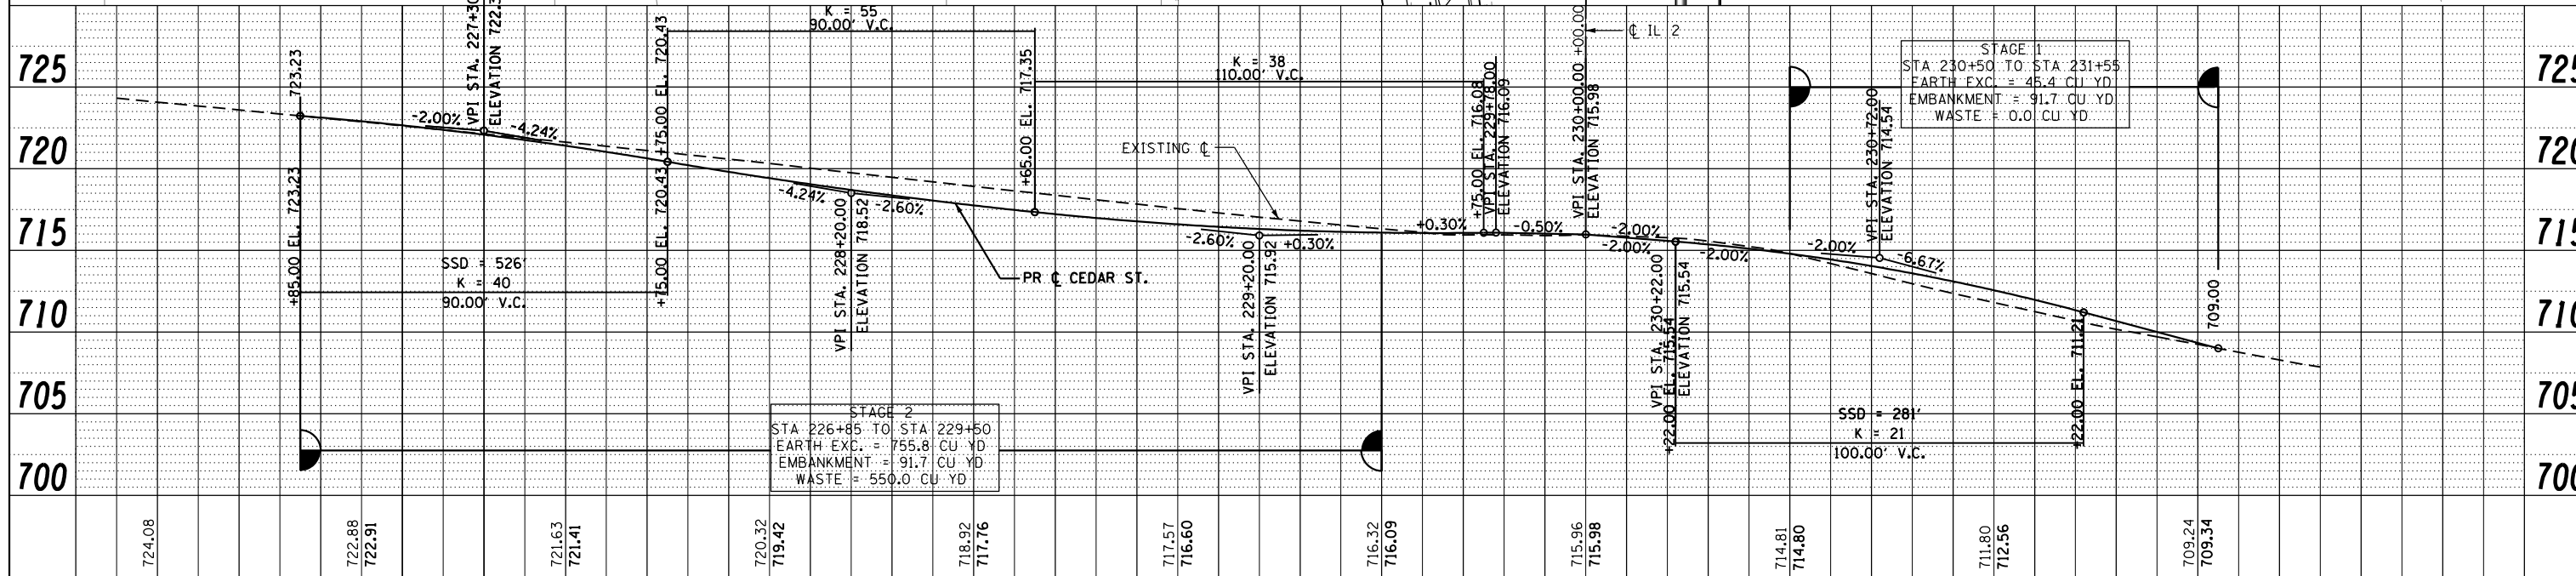 K = 55
90.00' V.C.
K = 38
110.00' V.C.
℄ IL 2
725
720
715
710
705
700
723.23
+85.00 EL. 723.23
VPI STA. 227+30
ELEVATION 722.3
-2.00%
-4.24%
+75.00 EL. 720.43
+75.00 EL. 720.43
SSD = 526'
K = 40
90.00' V.C.
-4.24%
-2.60%
VPI STA. 228+20.00
ELEVATION 718.52
+65.00 EL. 717.35
EXISTING ℄
PR ℄ CEDAR ST.
-2.60%
+0.30%
VPI STA. 229+20.00
ELEVATION 715.92
+0.30%
+75.00 EL. 716.08
VPI STA. 229+78.00
ELEVATION 716.09
-0.50%
VPI STA. 230+00.00
+00.00
ELEVATION 715.98
-2.00%
-2.00%
VPI STA. 230+22.00
ELEVATION 715.54
+22.00 EL. 715.54
-2.00%
-2.00%
-6.67%
VPI STA. 230+72.00
ELEVATION 714.54
SSD = 281'
K = 21
100.00' V.C.
+22.00 EL. 711.21
709.00
STAGE 1
STA 230+50 TO STA 231+55
EARTH EXC. = 45.4 CU YD
EMBANKMENT = 91.7 CU YD
WASTE = 0.0 CU YD
STAGE 2
STA 226+85 TO STA 229+50
EARTH EXC. = 755.8 CU YD
EMBANKMENT = 91.7 CU YD
WASTE = 550.0 CU YD
725
720
715
710
705
700
724.08
722.88
722.91
721.63
721.41
720.32
719.42
718.92
717.76
717.57
716.60
716.32
716.09
715.96
715.98
714.81
714.80
711.80
712.56
709.24
709.34